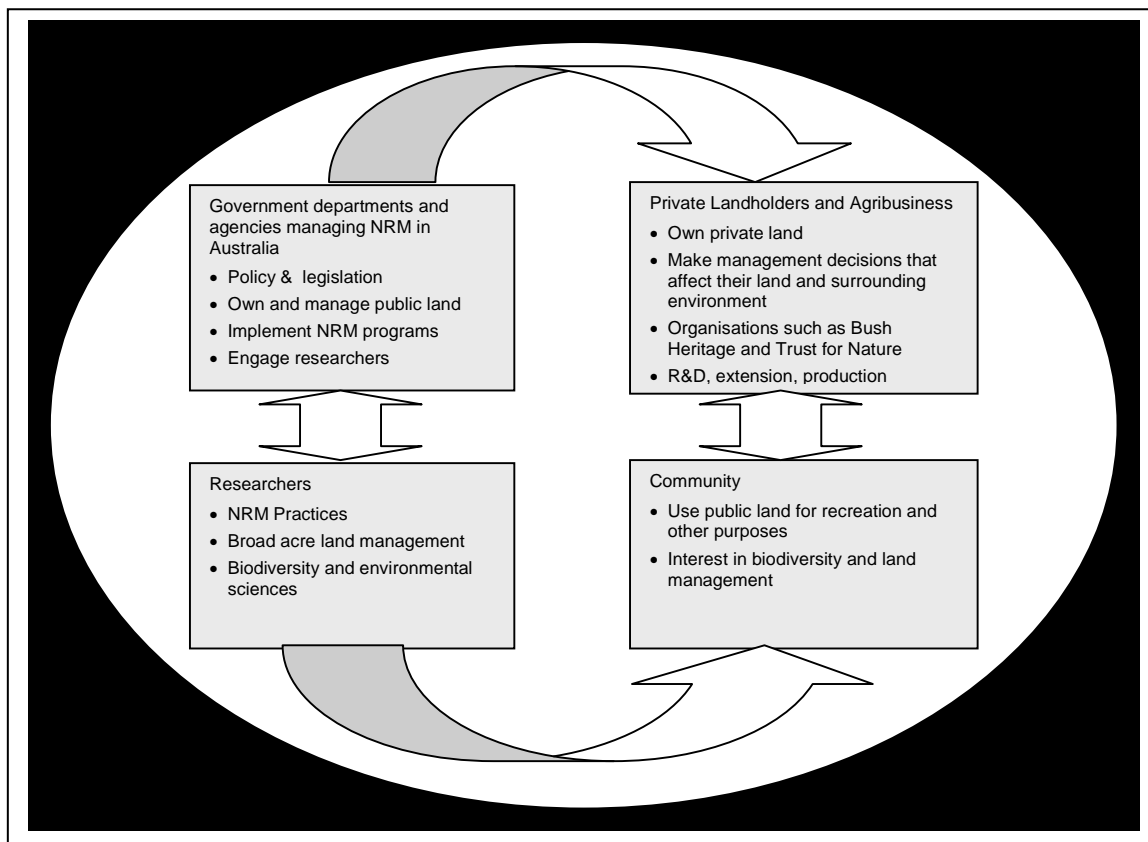 Government departments and
agencies managing NRM in
Australia
• Policy &  legislation
• Own and manage public land
• Implement NRM programs
• Engage researchers
Private Landholders and Agribusiness
• Own private land
• Make management decisions that
affect their land and surrounding
environment
• Organisations such as Bush
Heritage and Trust for Nature
• R&D, extension, production
Researchers
• NRM Practices
• Broad acre land management
• Biodiversity and environmental
sciences
Community
• Use public land for recreation and
other purposes
• Interest in biodiversity and land
management